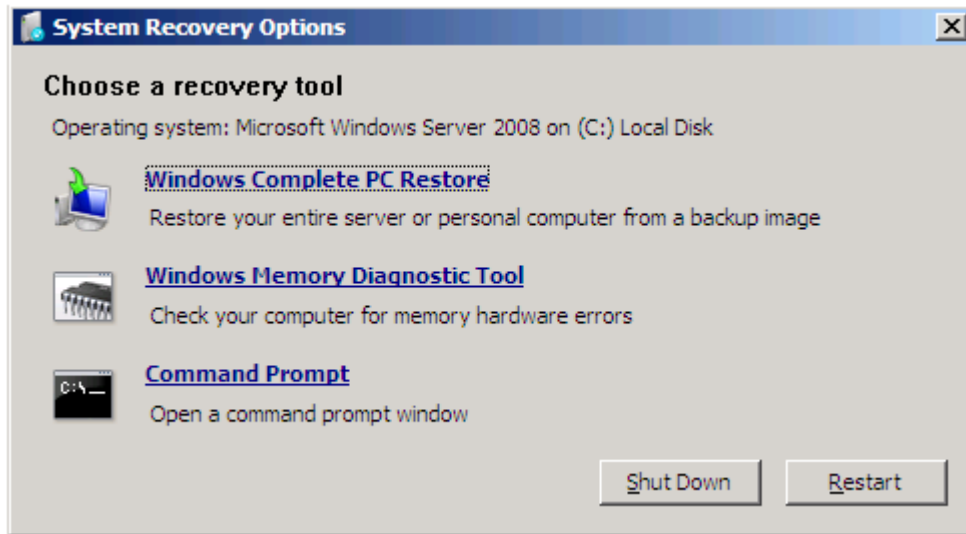 System Recovery Options
Choose a recovery tool
Operating system: Microsoft Windows Server 2008 on (C:) Local Disk
Windows Complete PC Restore
Restore your entire server or personal computer from a backup image
Windows Memory Diagnostic Tool
Check your computer for memory hardware errors
C:\_
Command Prompt
Open a command prompt window
Shut Down
Restart